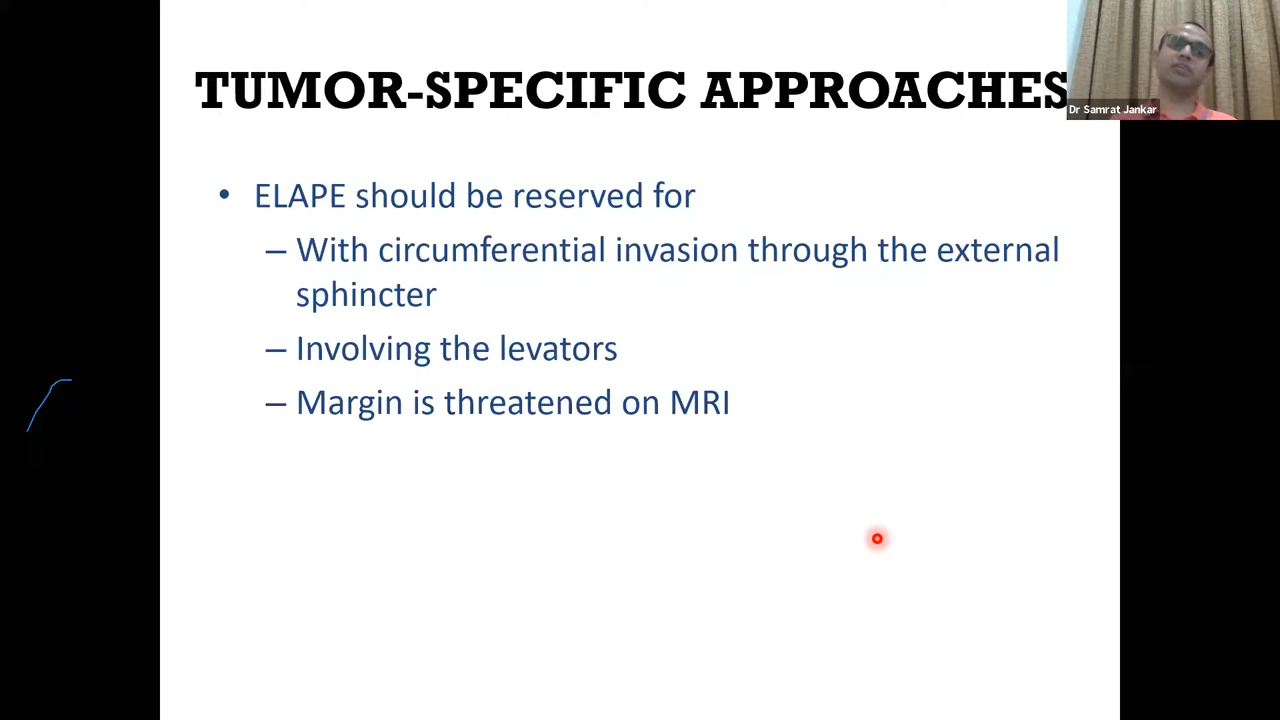 TUMOR-SPECIFIC APPROACHES
Dr Samrat Jankar
• ELAPE should be reserved for
– With circumferential invasion through the external
sphincter
– Involving the levators
– Margin is threatened on MRI